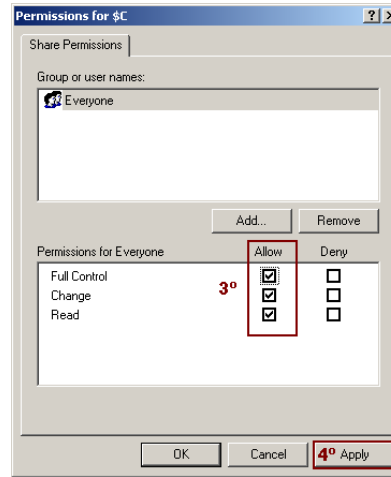 Permissions for $C
Share Permissions
Group or user names:
Everyone
Add... Remove
Permissions for Everyone Allow Deny
Full Control
3º
Change
Read
OK Cancel 4º Apply